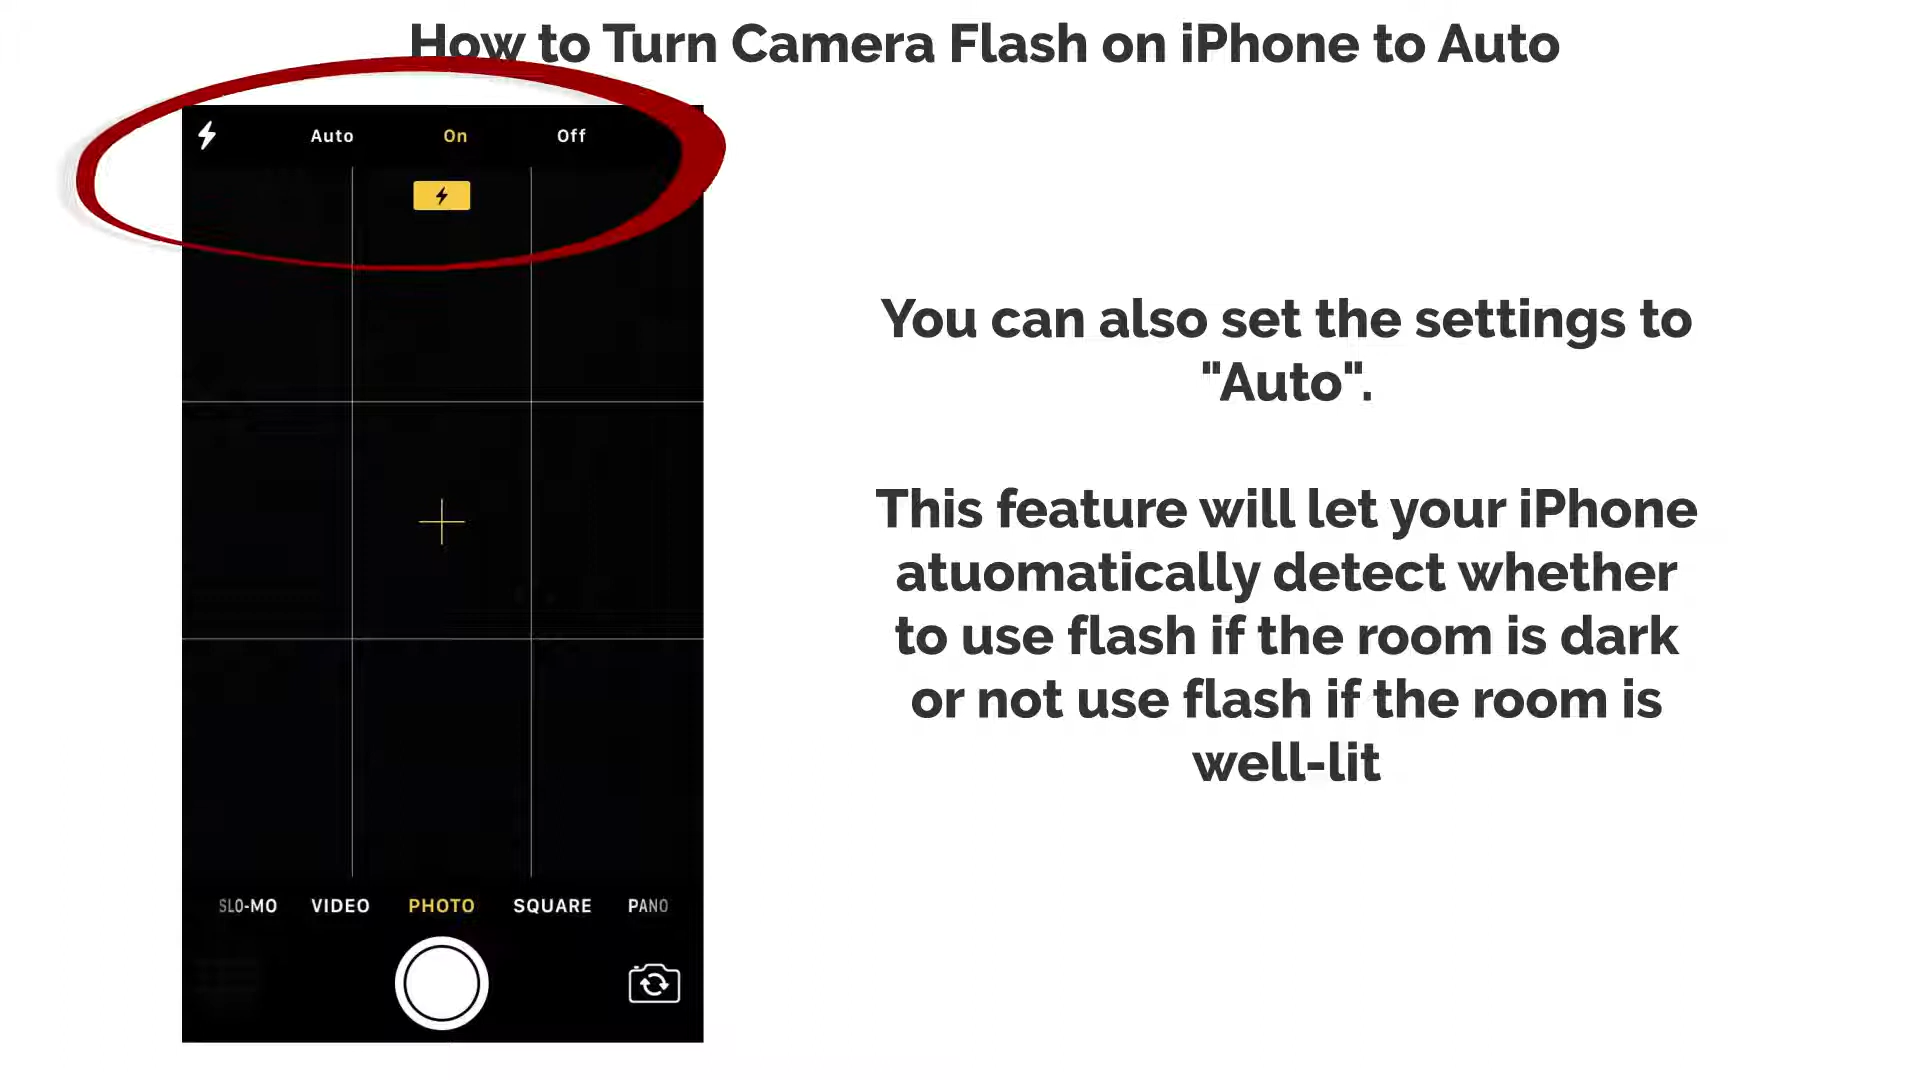 How to Turn Camera Flash on iPhone to Auto
Auto On Off
You can also set the settings to
"Auto".
This feature will let your iPhone
atuomatically detect whether
to use flash if the room is dark
or not use flash if the room is
well-lit
SLO-MO VIDEO PHOTO SQUARE PANO